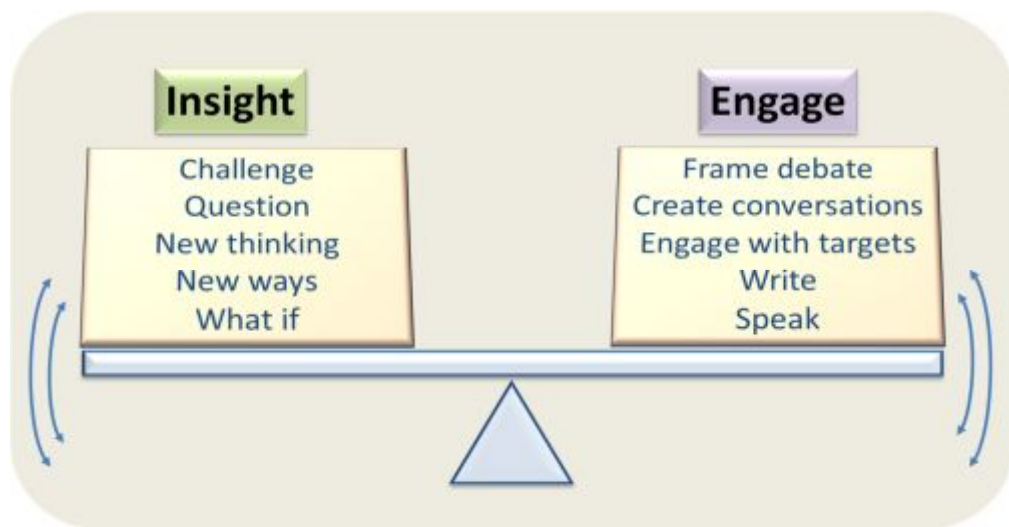 Insight
Challenge
Question
New thinking
New ways
What if
Engage
Frame debate
Create conversations
Engage with targets
Write
Speak